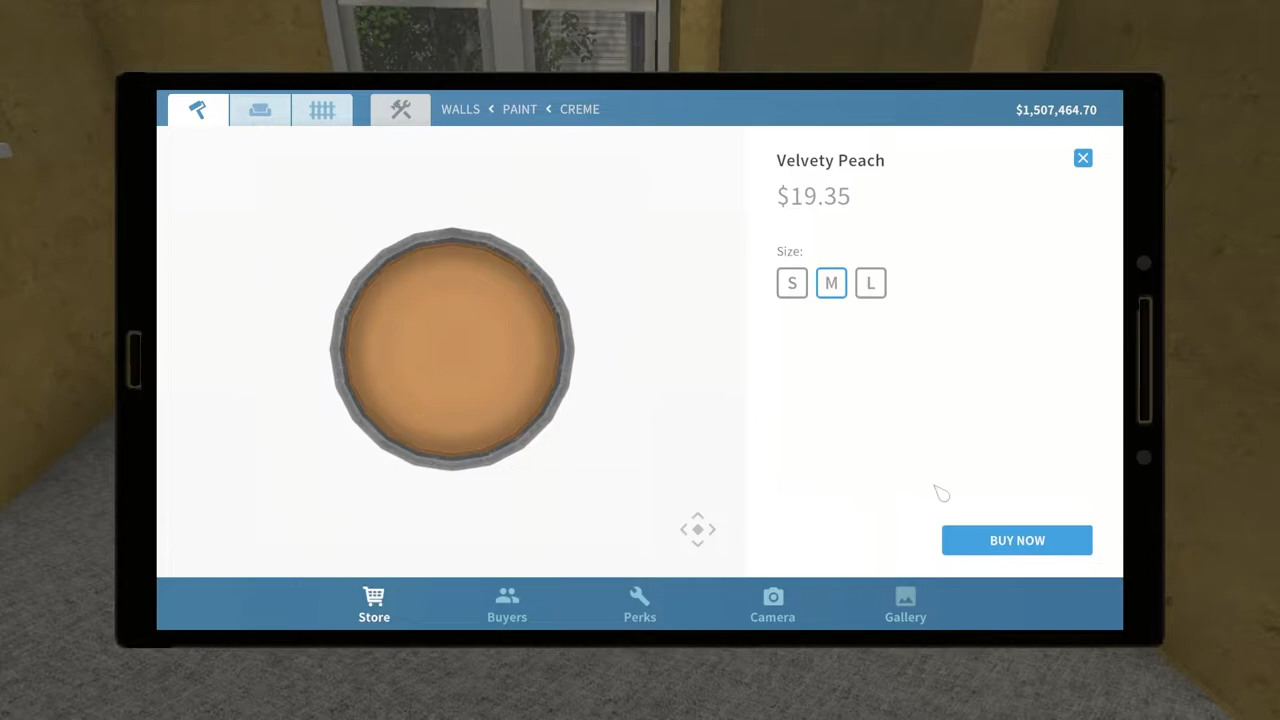 WALLS < PAINT < CREME
$1,507,464.70
Velvety Peach
$19.35
Size:
S M L
BUY NOW
Store Buyers Perks Camera Gallery